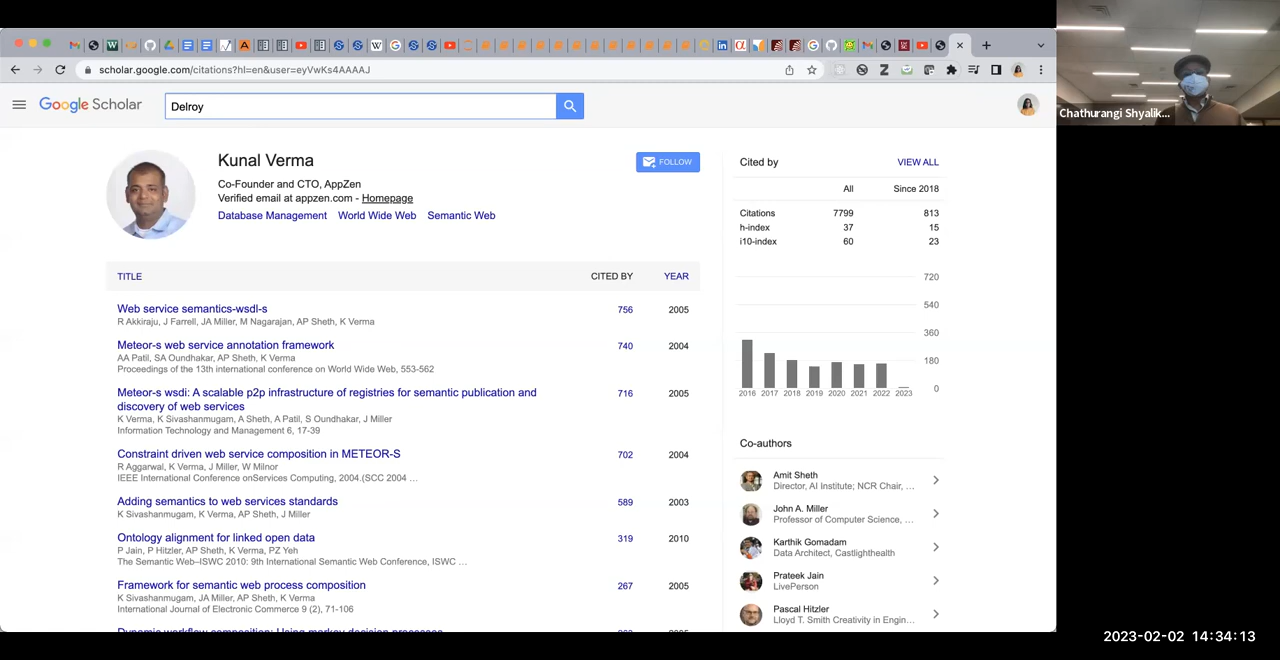 scholar.google.com/citations?hl=en&user=eyVwKs4AAAAJ
Google Scholar
Delroy
Chathurangi Shyalik...
Kunal Verma
FOLLOW
Co-Founder and CTO, AppZen
Verified email at appzen.com - Homepage
Database Management World Wide Web Semantic Web
TITLE CITED BY YEAR
Web service semantics-wsdl-s 756 2005
R Akkiraju, J Farrell, JA Miller, M Nagarajan, AP Sheth, K Verma
Meteor-s web service annotation framework 740 2004
AA Patil, SA Oundhakar, AP Sheth, K Verma
Proceedings of the 13th international conference on World Wide Web, 553-562
Meteor-s wsdi: A scalable p2p infrastructure of registries for semantic publication and 716 2005
discovery of web services
K Verma, K Sivashanmugam, A Sheth, A Patil, S Oundhakar, J Miller
Information Technology and Management 6, 17-39
Constraint driven web service composition in METEOR-S 702 2004
R Aggarwal, K Verma, J Miller, W Milnor
IEEE International Conference onServices Computing, 2004.(SCC 2004 ...
Adding semantics to web services standards 589 2003
K Sivashanmugam, K Verma, AP Sheth, J Miller
Ontology alignment for linked open data 319 2010
P Jain, P Hitzler, AP Sheth, K Verma, PZ Yeh
The Semantic Web–ISWC 2010: 9th International Semantic Web Conference, ISWC ...
Framework for semantic web process composition 267 2005
K Sivashanmugam, JA Miller, AP Sheth, K Verma
International Journal of Electronic Commerce 9 (2), 71-106
Cited by VIEW ALL
All Since 2018
Citations 7799 813
h-index 37 15
i10-index 60 23
720
540
360
180
0
2016 2017 2018 2019 2020 2021 2022 2023
Co-authors
Amit Sheth
Director, AI Institute; NCR Chair, ...
John A. Miller
Professor of Computer Science, ...
Karthik Gomadam
Data Architect, Castlighthealth
Prateek Jain
LivePerson
Pascal Hitzler
Lloyd T. Smith Creativity in Engin...
2023-02-02 14:34:13